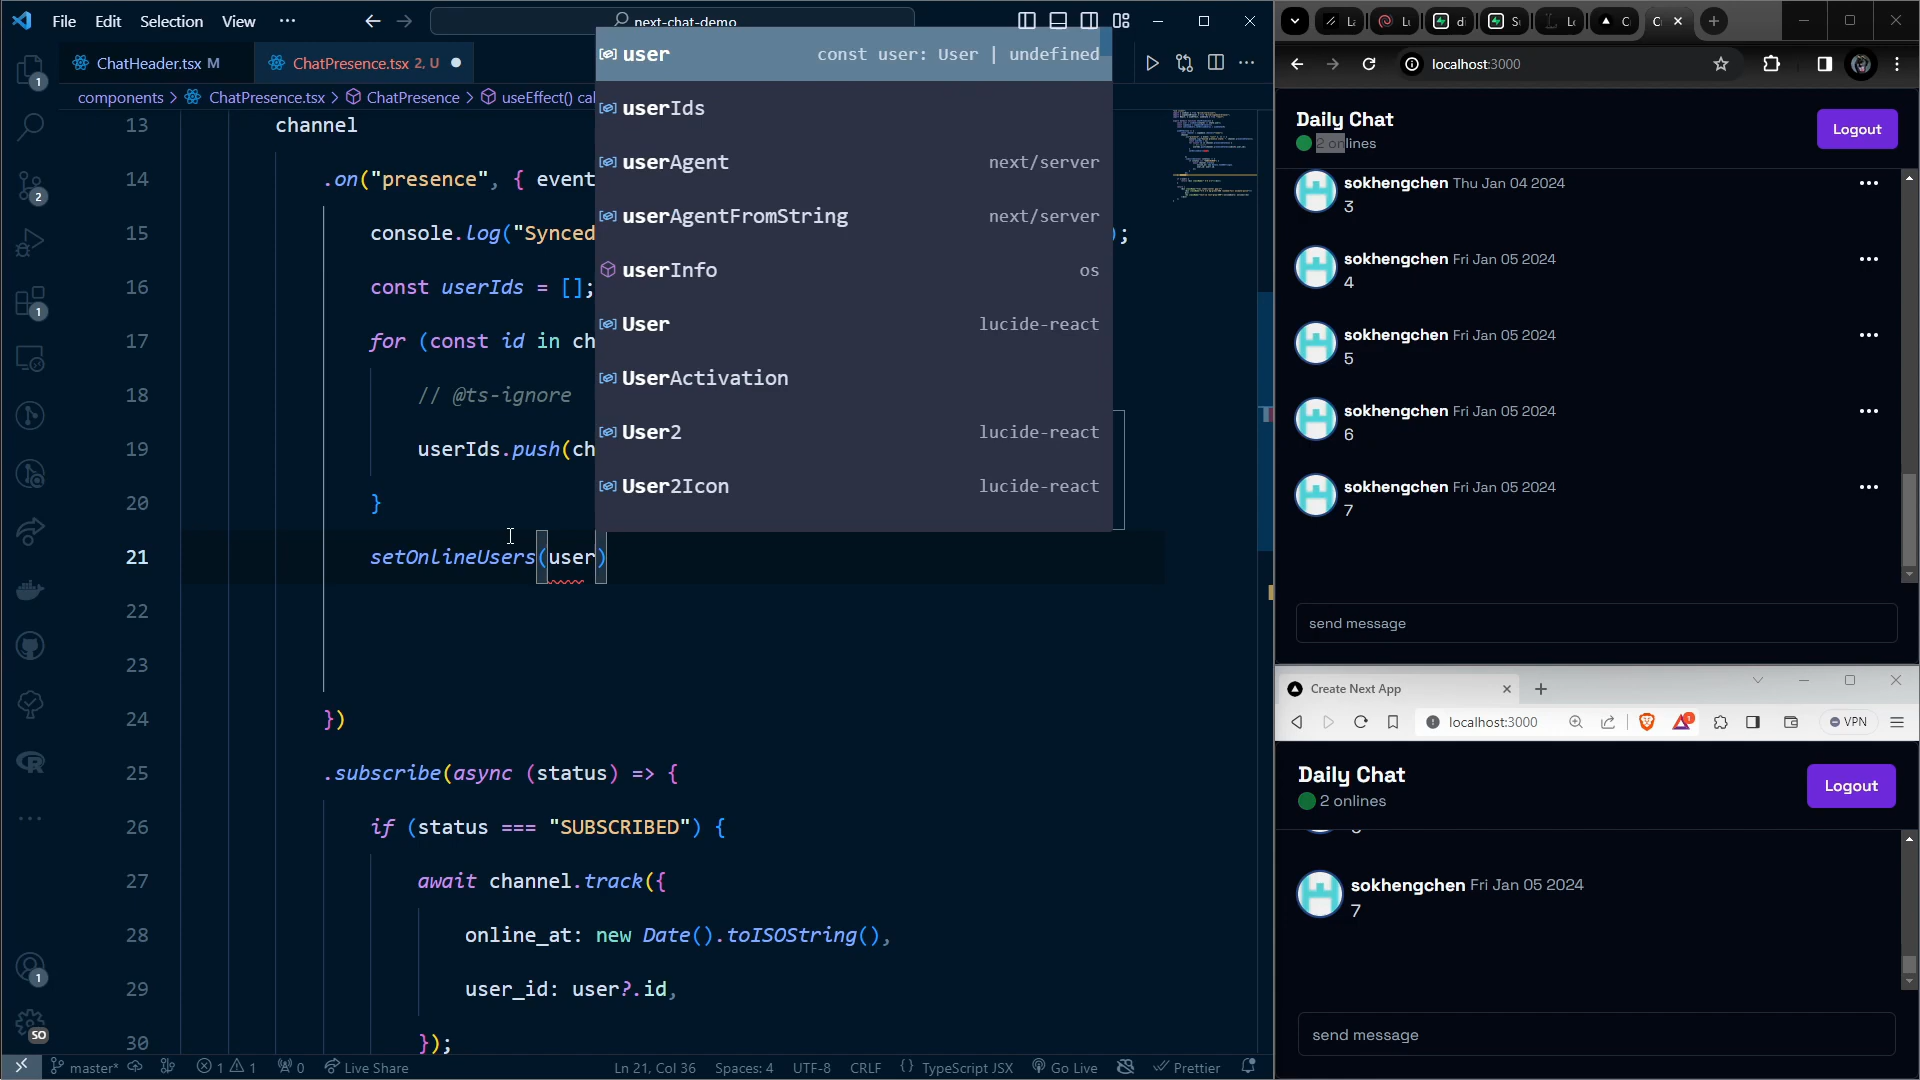 File Edit Selection View ··· next-chat-demo
ChatHeader.tsx M ChatPresence.tsx 2, U
components > ChatPresence.tsx > ChatPresence > useEffect()
user const user: User | undefined
userIds
userAgent next/server
userAgentFromString next/server
userInfo os
User lucide-react
UserActivation
User2 lucide-react
User2Icon lucide-react
13 channel
14 .on("presence", { event
15 console.log("Synced );
16 const userIds = [];
17 for (const id in ch
18 // @ts-ignore
19 userIds.push(ch
20 }
21 setOnlineUsers(user)
22
23
24 })
25 .subscribe(async (status) => {
26 if (status === "SUBSCRIBED") {
27 await channel.track({
28 online_at: new Date().toISOString(),
29 user_id: user?.id,
30 });
1
2
1
1
SO
master* 1 1 0 Live Share Ln 21, Col 36 Spaces: 4 UTF-8 CRLF {} TypeScript JSX Go Live Prettier
localhost:3000
Daily Chat
2 onlines
Logout
sokhengchen Thu Jan 04 2024
3
sokhengchen Fri Jan 05 2024
4
sokhengchen Fri Jan 05 2024
5
sokhengchen Fri Jan 05 2024
6
sokhengchen Fri Jan 05 2024
7
send message
Create Next App
localhost:3000 1 VPN
Daily Chat
2 onlines
Logout
sokhengchen Fri Jan 05 2024
7
send message